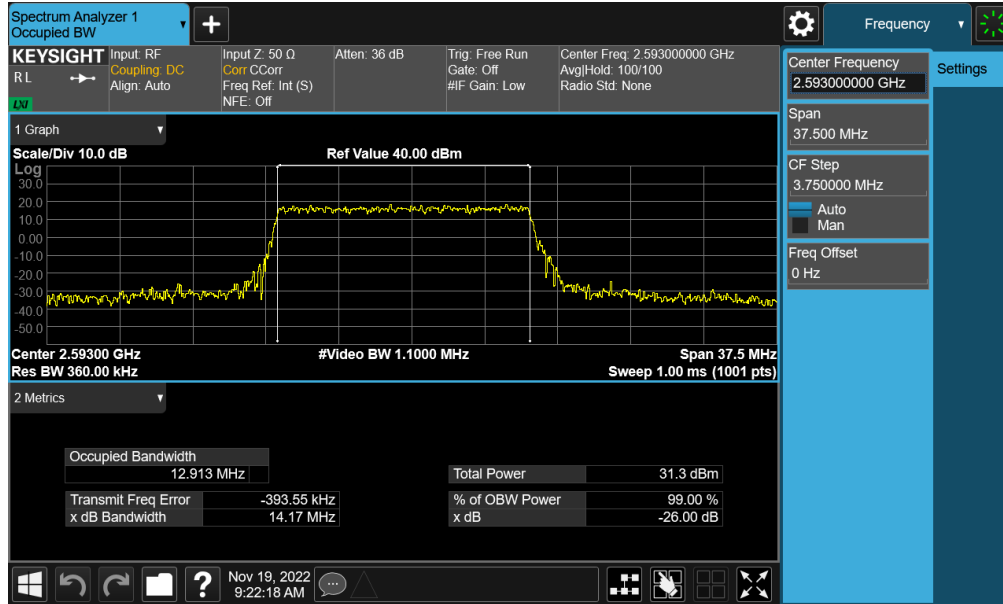 Spectrum Analyzer 1
Occupied BW
+
Frequency
KEYSIGHT
R L
LXI
Input: RF
Coupling: DC
Align: Auto
Input Z: 50 Ω
Corr CCorr
Freq Ref: Int (S)
NFE: Off
Atten: 36 dB
Trig: Free Run
Gate: Off
#IF Gain: Low
Center Freq: 2.593000000 GHz
Avg|Hold: 100/100
Radio Std: None
Center Frequency
2.593000000 GHz
Settings
Span
37.500 MHz
CF Step
3.750000 MHz
Auto
Man
Freq Offset
0 Hz
1 Graph
Scale/Div 10.0 dB
Ref Value 40.00 dBm
Log
30.0
20.0
10.0
0.00
-10.0
-20.0
-30.0
-40.0
-50.0
Center 2.59300 GHz
#Video BW 1.1000 MHz
Span 37.5 MHz
Res BW 360.00 kHz
Sweep 1.00 ms (1001 pts)
2 Metrics
Occupied Bandwidth
12.913 MHz
Total Power 31.3 dBm
Transmit Freq Error -393.55 kHz
% of OBW Power 99.00 %
x dB Bandwidth 14.17 MHz
x dB -26.00 dB
?
Nov 19, 2022
9:22:18 AM